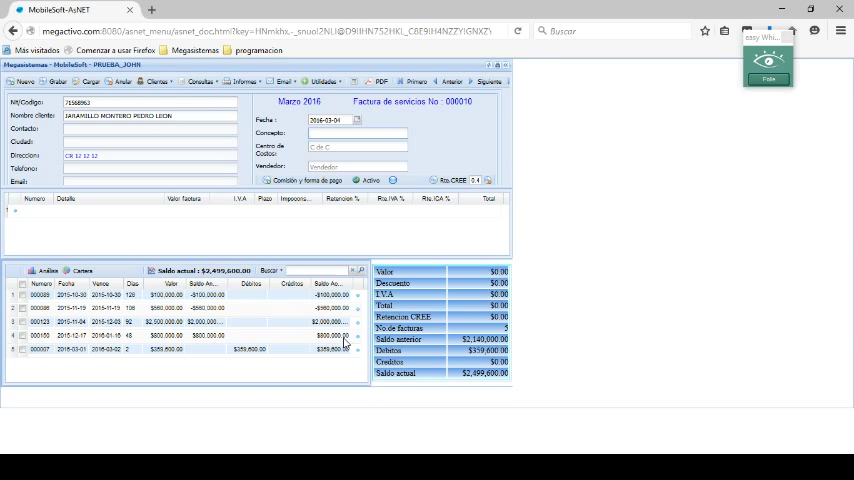 MobileSoft-AsNET
megactivo.com:8080/asnet_menu/asnet_doc.html?key=
Buscar
Más visitados Comenzar a usar Firefox Megasistemas programacion
easy Whi...
Megasistemas - MobileSoft - PRUEBA_JOHN
Nuevo Grabar Cargar Anular Clientes Consultas Informes Email Utilidades PDF Primero Anterior Siguiente
Nit/Codigo: 71568963
Nombre cliente: JARAMILLO MONTERO PEDRO LEON
Contacto:
Ciudad:
Direccion: CR 12 12 12
Telefono:
Email:
Marzo 2016 Factura de servicios No : 000010
Fecha : 2016-03-04
Concepto:
Centro de Costos: C de C
Vendedor: Vendedor
Comisión y forma de pago Activo Rte.CREE 0.4
Numero Detalle Valor factura I.V.A Plazo Impocons... Retencion % Rte.IVA % Rte.ICA % Total
1
Análisis Cartera Saldo actual : $2,499,600.00 Buscar
Numero Fecha Vence Dias Valor Saldo An... Débitos Créditos Saldo Ac...
1 000089 2015-10-30 2015-10-30 126 $100,000.00 -$100,000.00 -$100,000.00
2 000086 2015-11-19 2015-11-19 106 $560,000.00 -$560,000.00 -$560,000.00
3 000123 2015-11-04 2015-12-03 92 $2,500,000.00 $2,000,000.... $2,000,000....
4 000150 2015-12-17 2016-01-16 48 $800,000.00 $800,000.00 $800,000.00
5 000007 2016-03-01 2016-03-02 2 $359,600.00 $359,600.00 $359,600.00
Valor $0.00
Descuento $0.00
I.V.A $0.00
Total $0.00
Retencion CREE $0.00
No.de facturas 5
Saldo anterior $2,140,000.00
Debitos $359,600.00
Creditos $0.00
Saldo actual $2,499,600.00